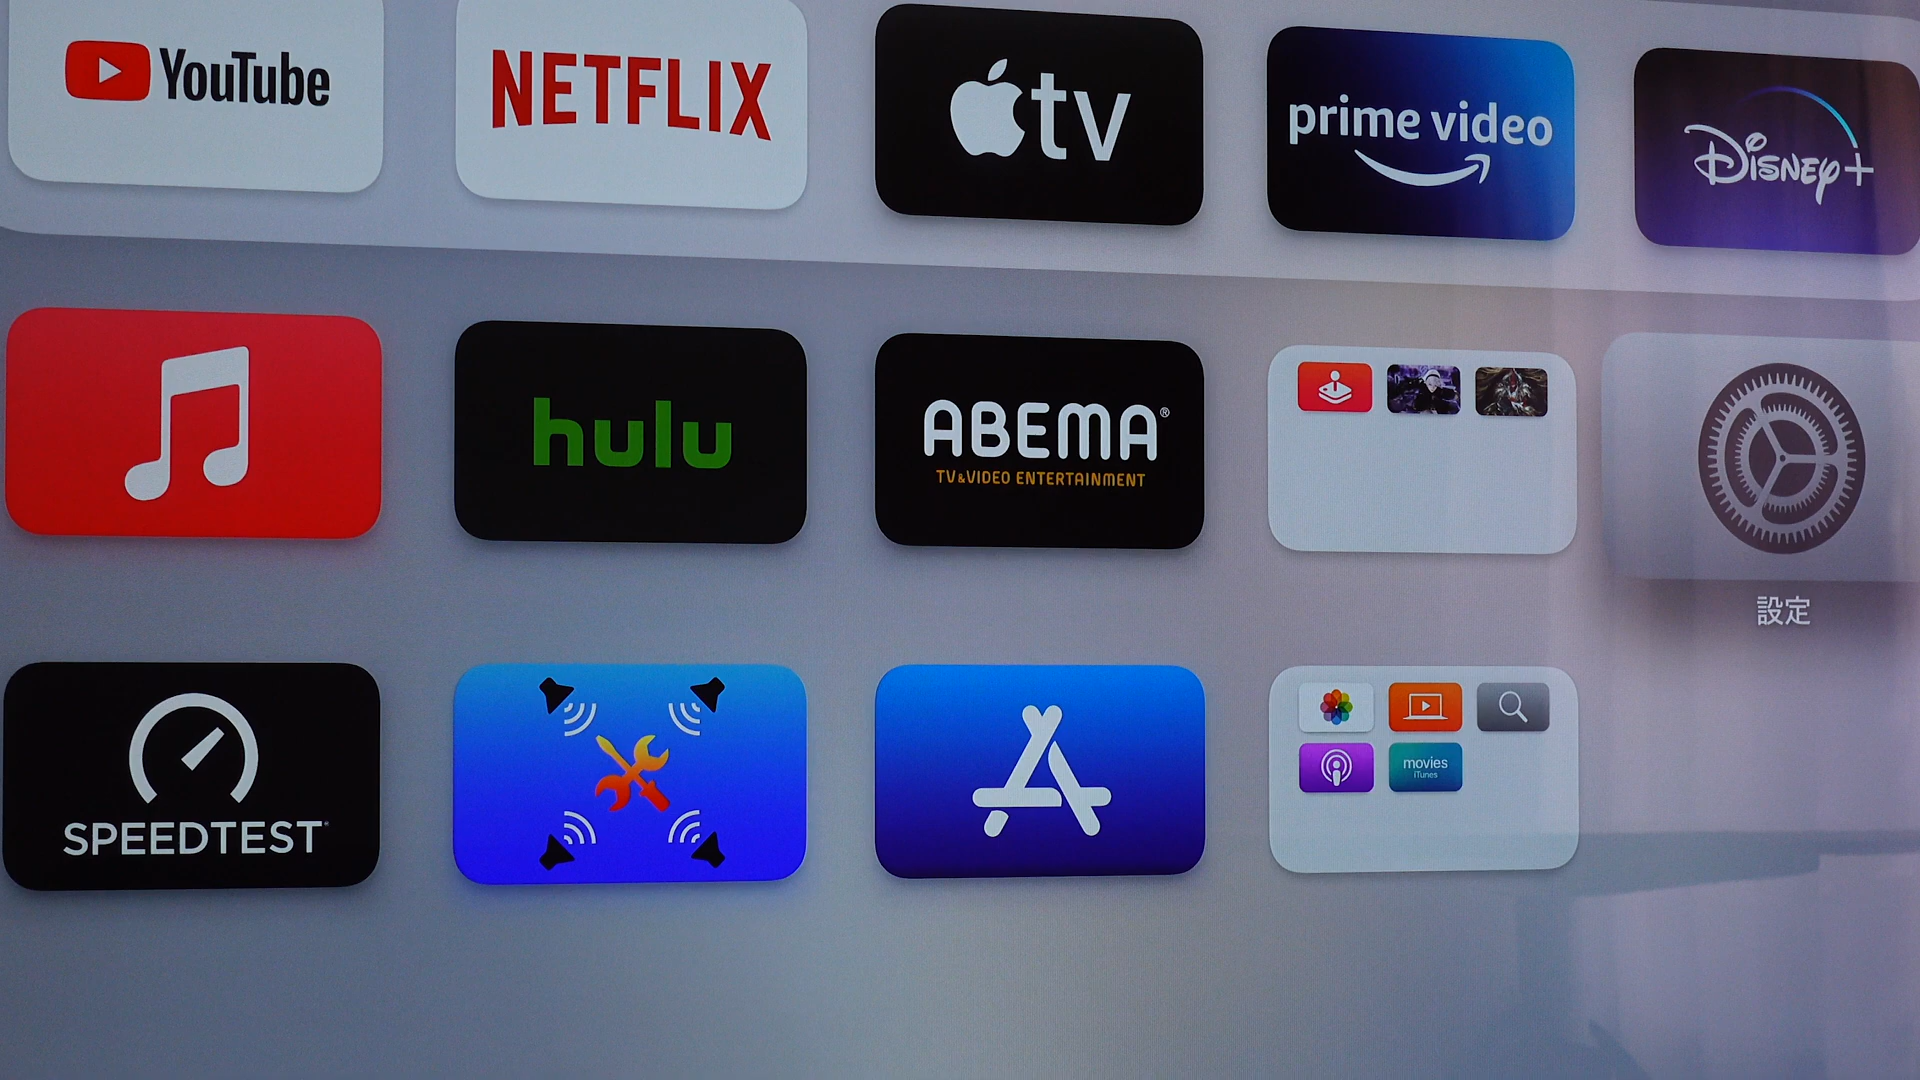 YouTube
NETFLIX
tv
prime video
Disney+
hulu
ABEMA®
TV&VIDEO ENTERTAINMENT
設定
SPEEDTEST
movies
iTunes